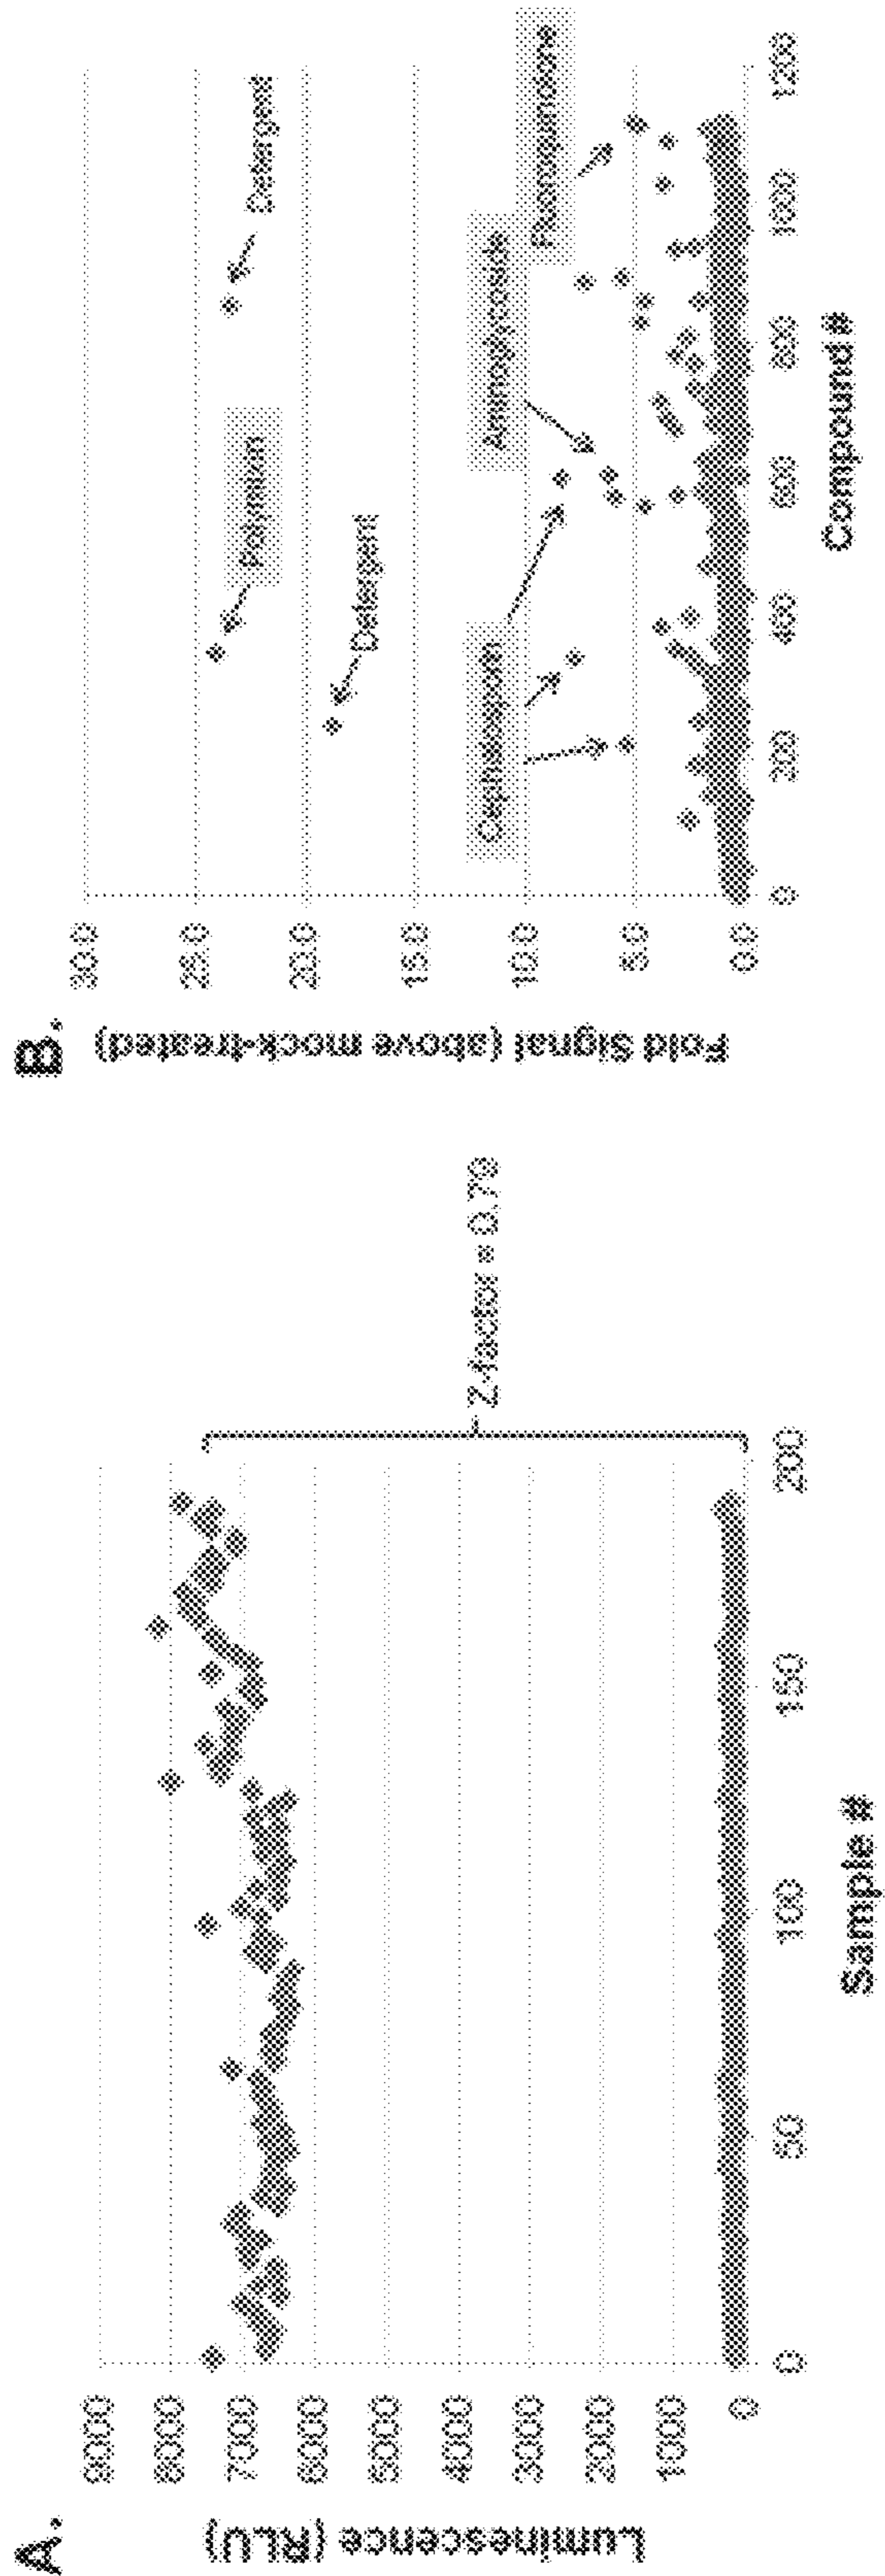 A.
Luminescence (RLU)
9000
8000
7000
6000
5000
4000
3000
2000
1000
0
0
50
100
150
200
Sample #
Z-factor = 0.79
B.
Fold Signal (above mock-treated)
30.0
25.0
20.0
15.0
10.0
5.0
0.0
0
200
400
600
800
1000
1200
Compound #
Polymixin
Detergent
Detergent
Cephalosporin
Aminoglycoside